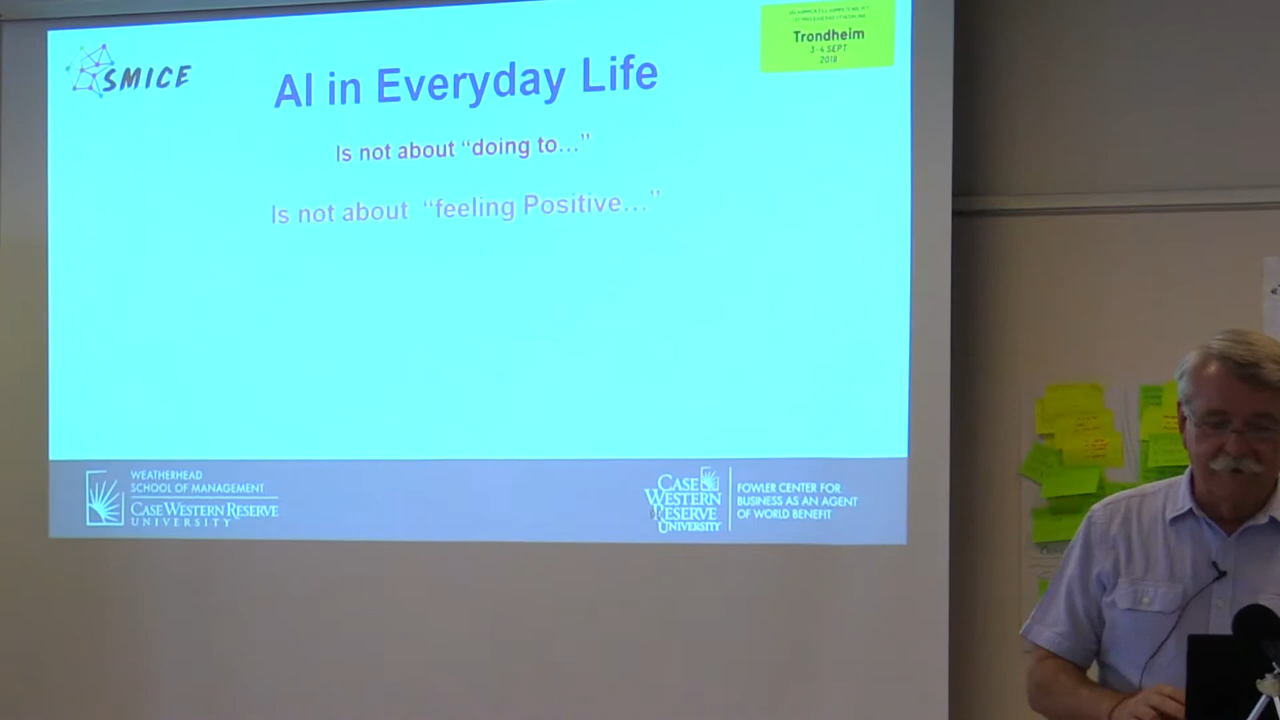 SMICE
AI in Everyday Life
Trondheim
3-4 SEPT
2018
Is not about “doing to…”
Is not about “feeling Positive…”
WEATHERHEAD
SCHOOL OF MANAGEMENT
CASE WESTERN RESERVE
UNIVERSITY
CASE
WESTERN
RESERVE
UNIVERSITY
FOWLER CENTER FOR
BUSINESS AS AN AGENT
OF WORLD BENEFIT